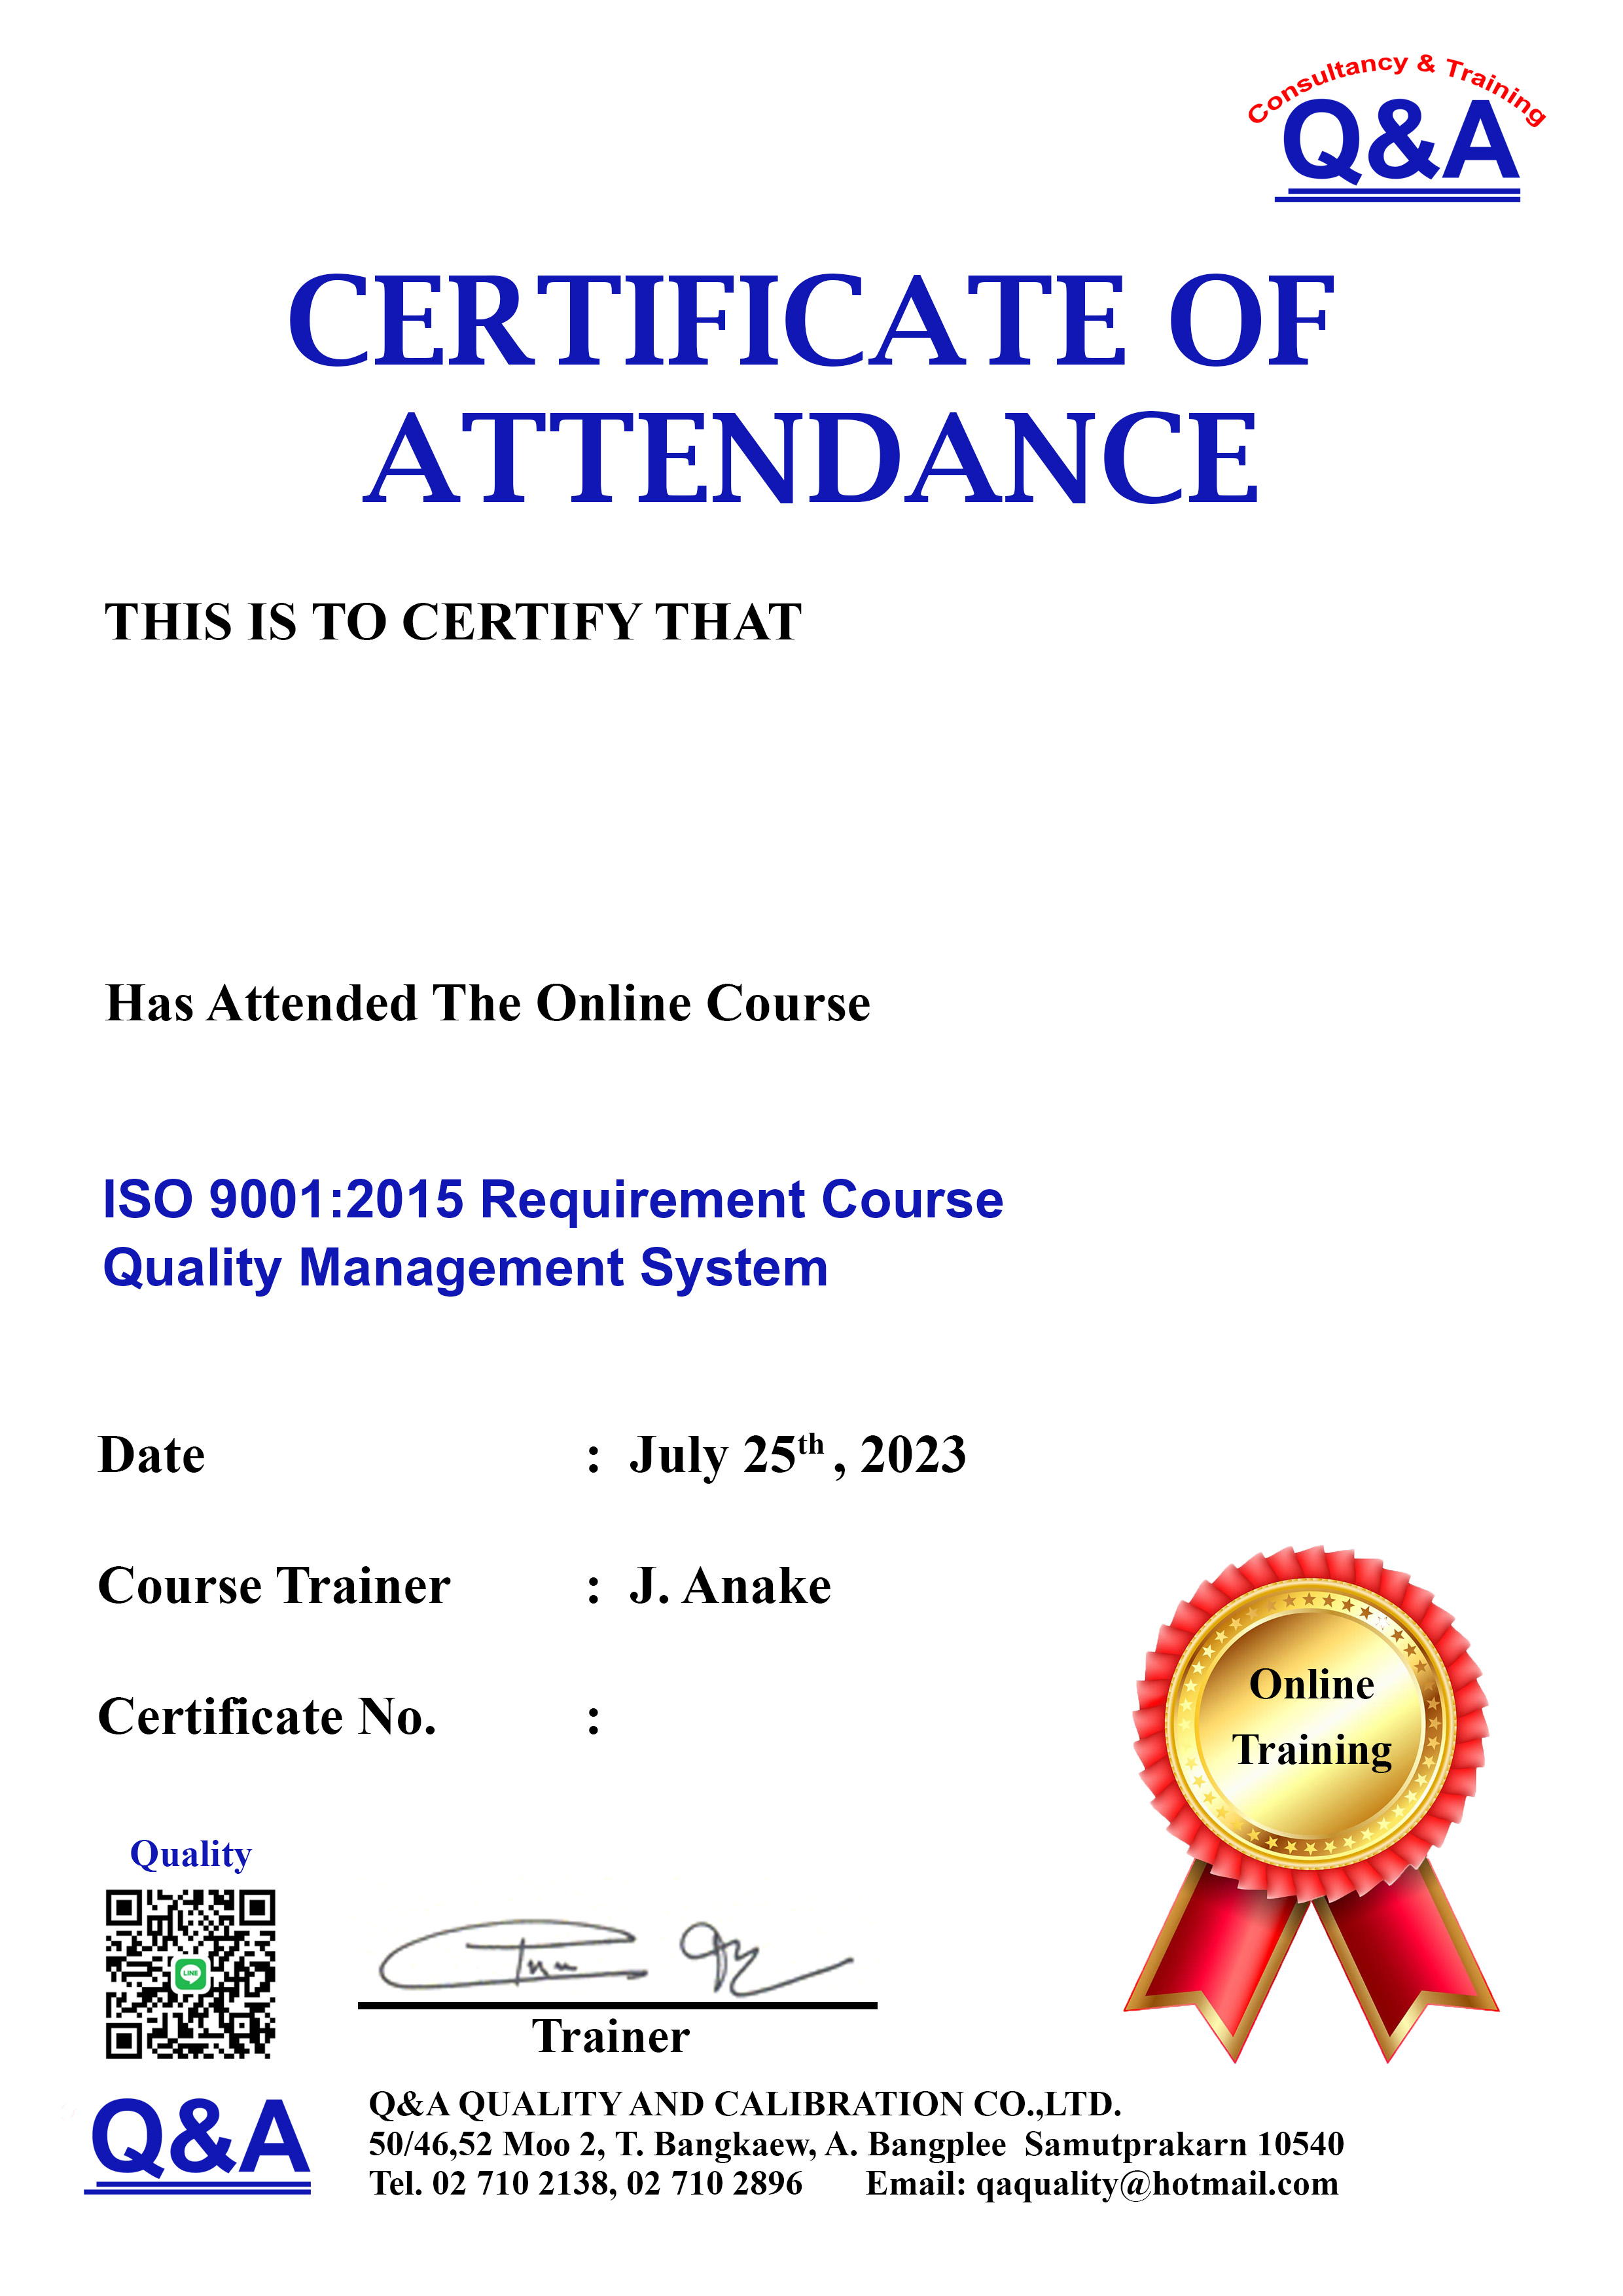 Consultancy & Training
Q&A
CERTIFICATE OF
ATTENDANCE
THIS IS TO CERTIFY THAT
Has Attended The Online Course
ISO 9001:2015 Requirement Course
Quality Management System
Date : July 25th , 2023
Course Trainer : J. Anake
Certificate No. :
Online
Training
Quality
LINE
Trainer
Q&A
Q&A QUALITY AND CALIBRATION CO.,LTD.
50/46,52 Moo 2, T. Bangkaew, A. Bangplee Samutprakarn 10540
Tel. 02 710 2138, 02 710 2896 Email: qaquality@hotmail.com